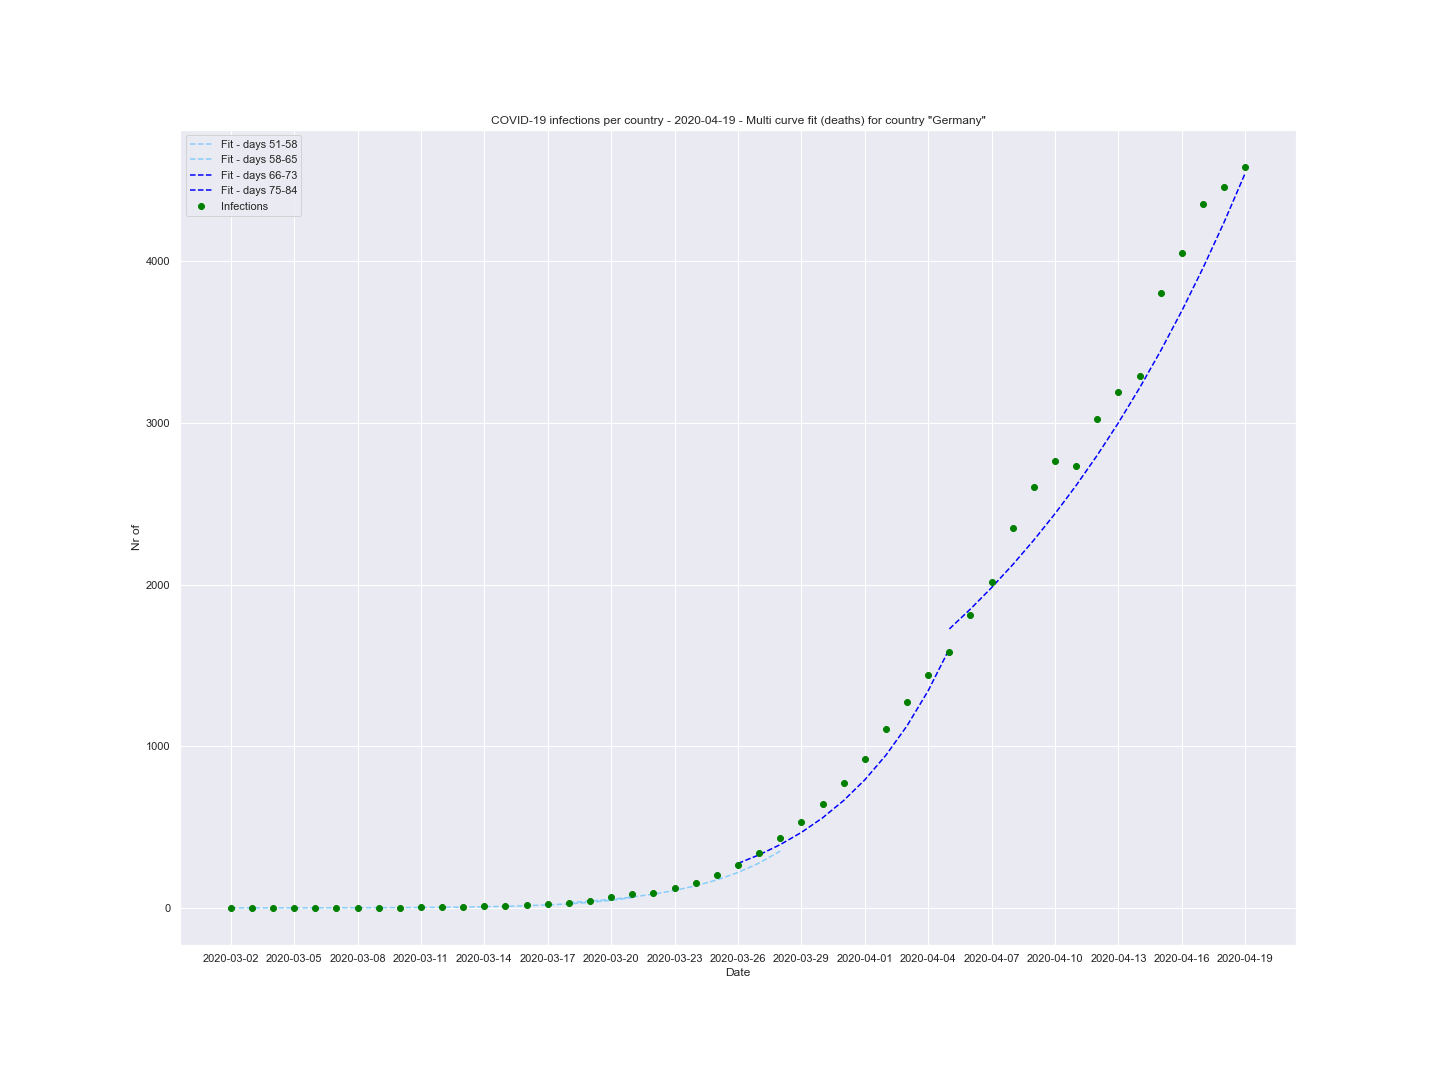 COVID-19 infections per country - 2020-04-19 - Multi curve fit (deaths) for country "Germany"
Fit - days 51-58
Fit - days 58-65
Fit - days 66-73
Fit - days 75-84
Infections
4000
3000
2000
1000
0
Nr of
2020-03-02 2020-03-05 2020-03-08 2020-03-11 2020-03-14 2020-03-17 2020-03-20 2020-03-23 2020-03-26 2020-03-29 2020-04-01 2020-04-04 2020-04-07 2020-04-10 2020-04-13 2020-04-16 2020-04-19
Date